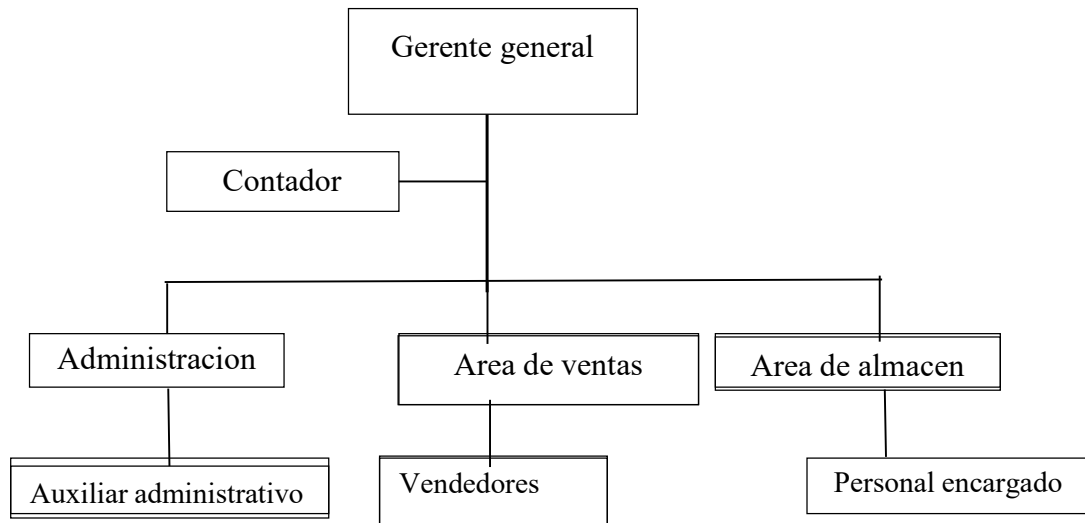 Gerente general
Contador
Administracion
Area de ventas
Area de almacen
Auxiliar administrativo
Vendedores
Personal encargado